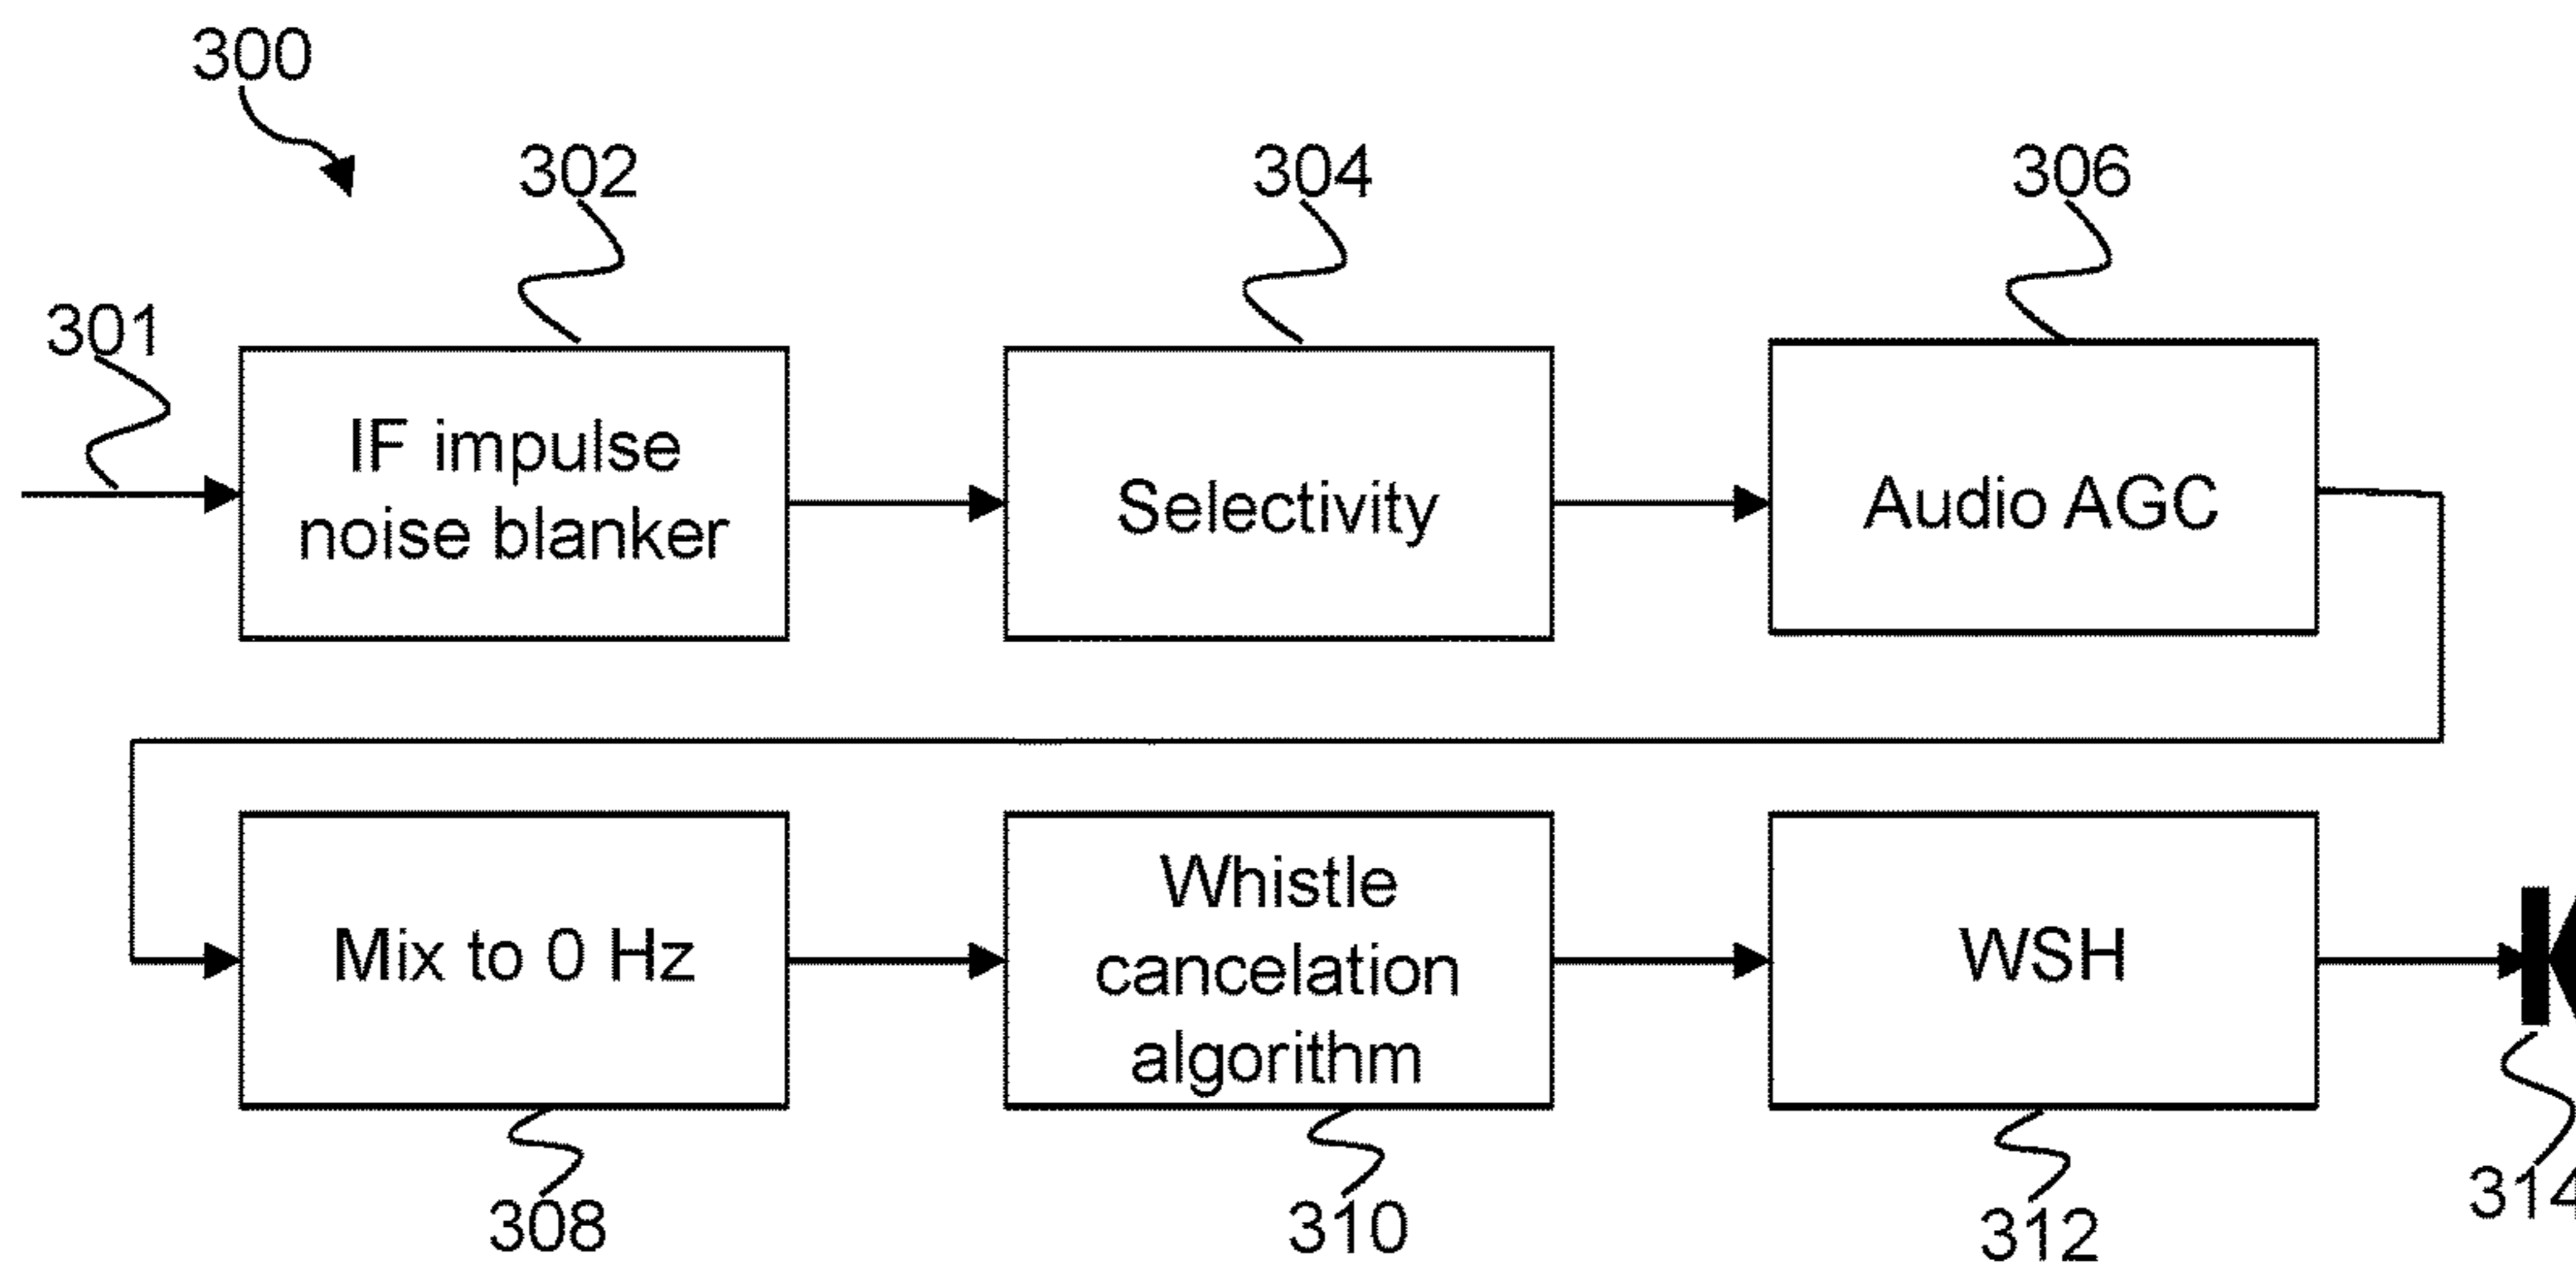 300
302
304
306
301
IF impulse
noise blanker
Selectivity
Audio AGC
Mix to 0 Hz
Whistle
cancelation
algorithm
WSH
308
310
312
314